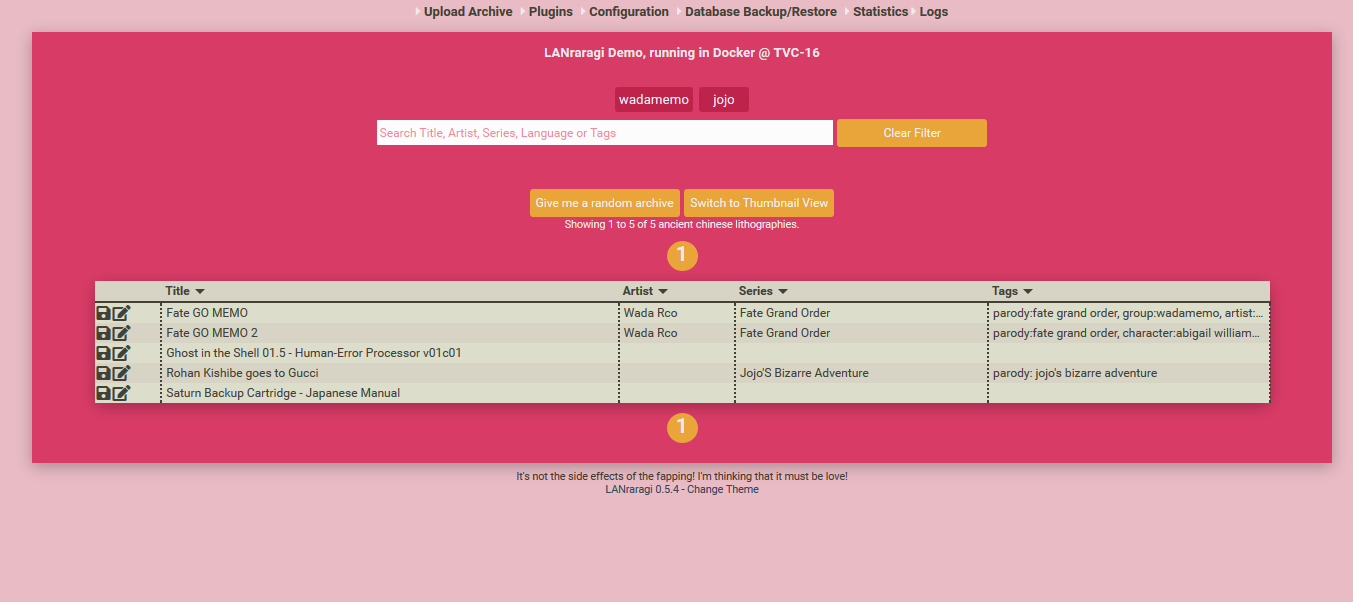 Upload Archive Plugins Configuration Database Backup/Restore Statistics Logs
LANraragi Demo, running in Docker @ TVC-16
wadamemo jojo
Search Title, Artist, Series, Language or Tags Clear Filter
Give me a random archive Switch to Thumbnail View
Showing 1 to 5 of 5 ancient chinese lithographies.
1
Title Artist Series Tags
Fate GO MEMO Wada Rco Fate Grand Order parody:fate grand order, group:wadamemo, artist:...
Fate GO MEMO 2 Wada Rco Fate Grand Order parody:fate grand order, character:abigail william...
Ghost in the Shell 01.5 - Human-Error Processor v01c01
Rohan Kishibe goes to Gucci Jojo'S Bizarre Adventure parody: jojo's bizarre adventure
Saturn Backup Cartridge - Japanese Manual
1
It's not the side effects of the fapping! I'm thinking that it must be love!
LANraragi 0.5.4 - Change Theme